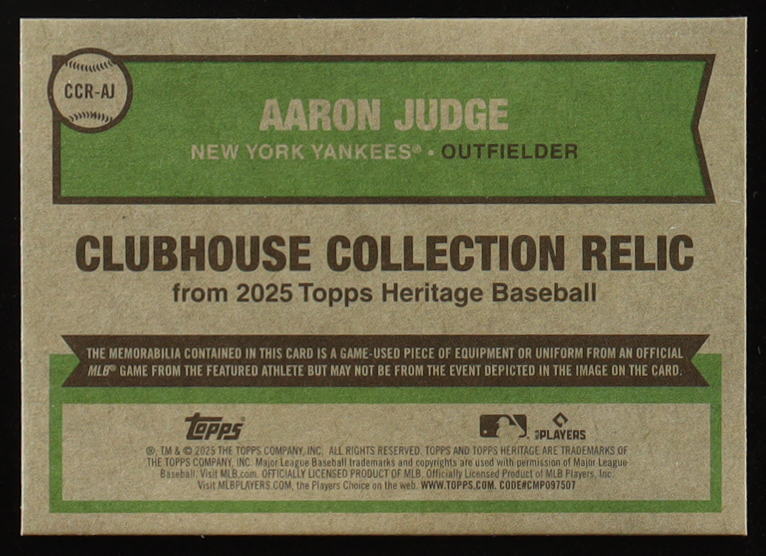 CCR-AJ
AARON JUDGE
NEW YORK YANKEES® • OUTFIELDER
CLUBHOUSE COLLECTION RELIC
from 2025 Topps Heritage Baseball
THE MEMORABILIA CONTAINED IN THIS CARD IS A GAME-USED PIECE OF EQUIPMENT OR UNIFORM FROM AN OFFICIAL
MLB® GAME FROM THE FEATURED ATHLETE BUT MAY NOT BE FROM THE EVENT DEPICTED IN THE IMAGE ON THE CARD.
Topps®
MLB PLAYERS
®, TM & © 2025 THE TOPPS COMPANY, INC. ALL RIGHTS RESERVED. TOPPS AND TOPPS HERITAGE ARE TRADEMARKS OF
THE TOPPS COMPANY, INC. Major League Baseball trademarks and copyrights are used with permission of Major League
Baseball. Visit MLB.com. OFFICIALLY LICENSED PRODUCT OF MLB. Officially Licensed Product of MLB Players, Inc.
Visit MLBPLAYERS.COM, the Players Choice on the web. WWW.TOPPS.COM. CODE#CMP097507